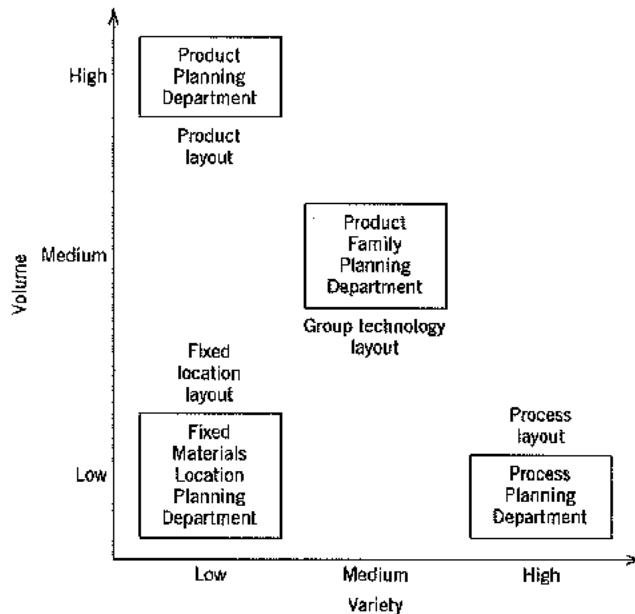 High
Product
Planning
Department
Product
layout
Medium
Product
Family
Planning
Department
Group technology
layout
Volume
Fixed
location
layout
Low
Fixed
Materials
Location
Planning
Department
Process
layout
Process
Planning
Department
Low
Medium
High
Variety